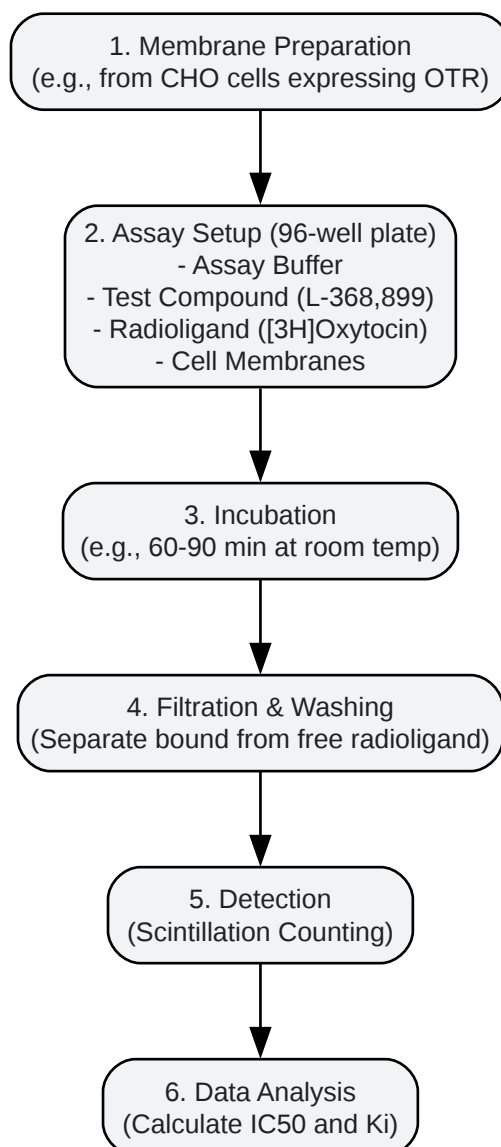 1. Membrane Preparation
(e.g., from CHO cells expressing OTR)
2. Assay Setup (96-well plate)
- Assay Buffer
- Test Compound (L-368,899)
- Radioligand ([3H]Oxytocin)
- Cell Membranes
3. Incubation
(e.g., 60-90 min at room temp)
4. Filtration & Washing
(Separate bound from free radioligand)
5. Detection
(Scintillation Counting)
6. Data Analysis
(Calculate IC50 and Ki)